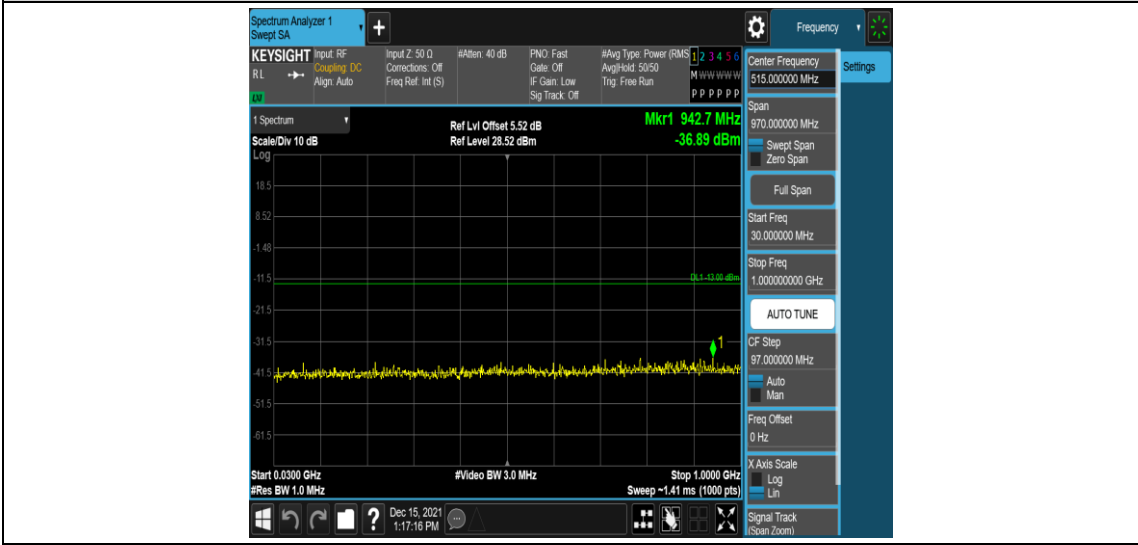 Spectrum Analyzer 1
Swept SA
Frequency
KEYSIGHT
RL
LM
Input: RF
Coupling: DC
Align: Auto
Input Z: 50 Ω
Corrections: Off
Freq Ref: Int (S)
#Atten: 40 dB
PNO: Fast
Gate: Off
IF Gain: Low
Sig Track: Off
#Avg Type: Power (RMS
Avg|Hold: 50/50
Trig: Free Run
1 2 3 4 5 6
M W W W W W
P P P P P P
1 Spectrum
Scale/Div 10 dB
Ref Lvl Offset 5.52 dB
Ref Level 28.52 dBm
Mkr1 942.7 MHz
-36.89 dBm
Log
18.5
8.52
-1.48
-11.5
-21.5
-31.5
-41.5
-51.5
-61.5
DL1 -13.00 dBm
1
Start 0.0300 GHz
#Res BW 1.0 MHz
#Video BW 3.0 MHz
Stop 1.0000 GHz
Sweep ~1.41 ms (1000 pts)
Center Frequency
515.000000 MHz
Settings
Span
970.000000 MHz
Swept Span
Zero Span
Full Span
Start Freq
30.000000 MHz
Stop Freq
1.000000000 GHz
AUTO TUNE
CF Step
97.000000 MHz
Auto
Man
Freq Offset
0 Hz
X Axis Scale
Log
Lin
Signal Track
(Span Zoom)
?
Dec 15, 2021
1:17:16 PM